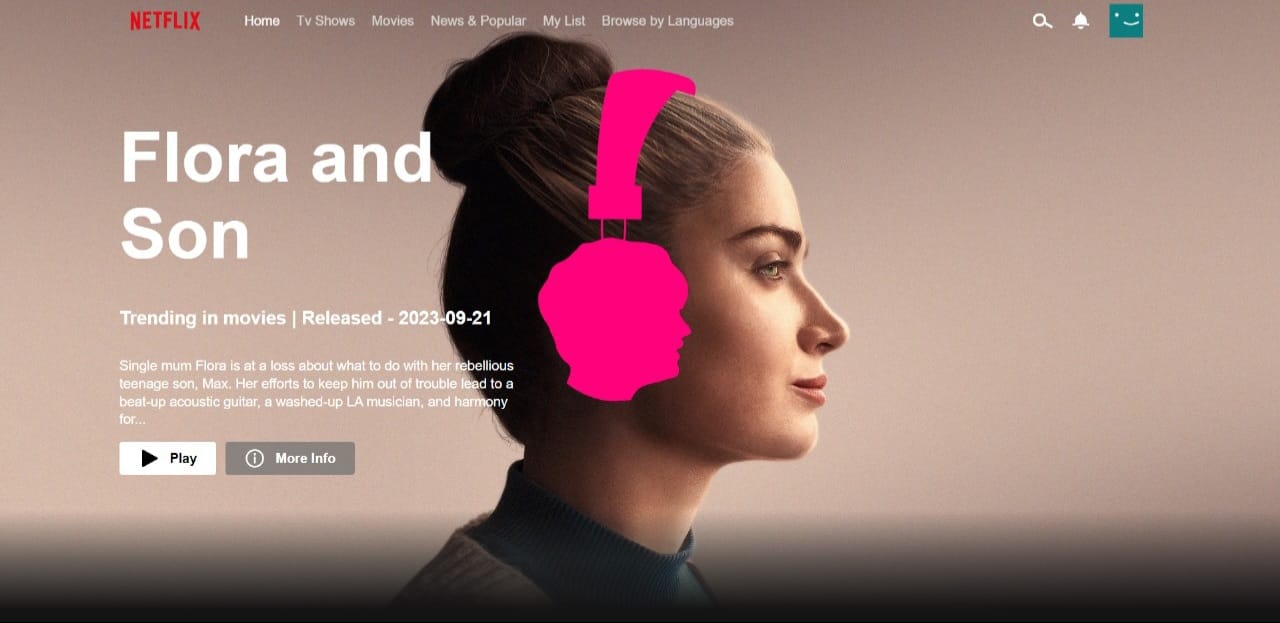 NETFLIX Home Tv Shows Movies News & Popular My List Browse by Languages
Flora and
Son
Trending in movies | Released - 2023-09-21
Single mum Flora is at a loss about what to do with her rebellious
teenage son, Max. Her efforts to keep him out of trouble lead to a
beat-up acoustic guitar, a washed-up LA musician, and harmony
for...
Play More Info